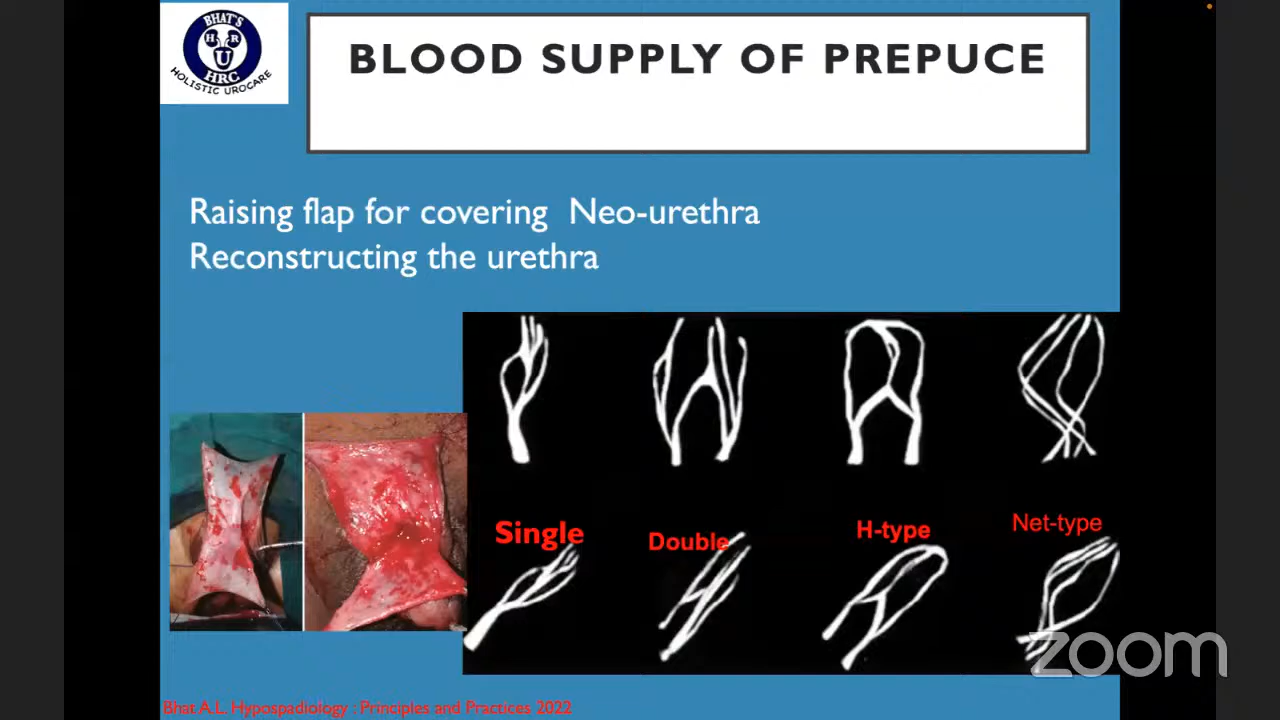 BHAT'S
H R
U
HRC
HOLISTIC UROCARE
BLOOD SUPPLY OF PREPUCE
Raising flap for covering Neo-urethra
Reconstructing the urethra
Single
Double
H-type
Net-type
zoom
Bhat A.L. Hypospadiology : Principles and Practices 2022